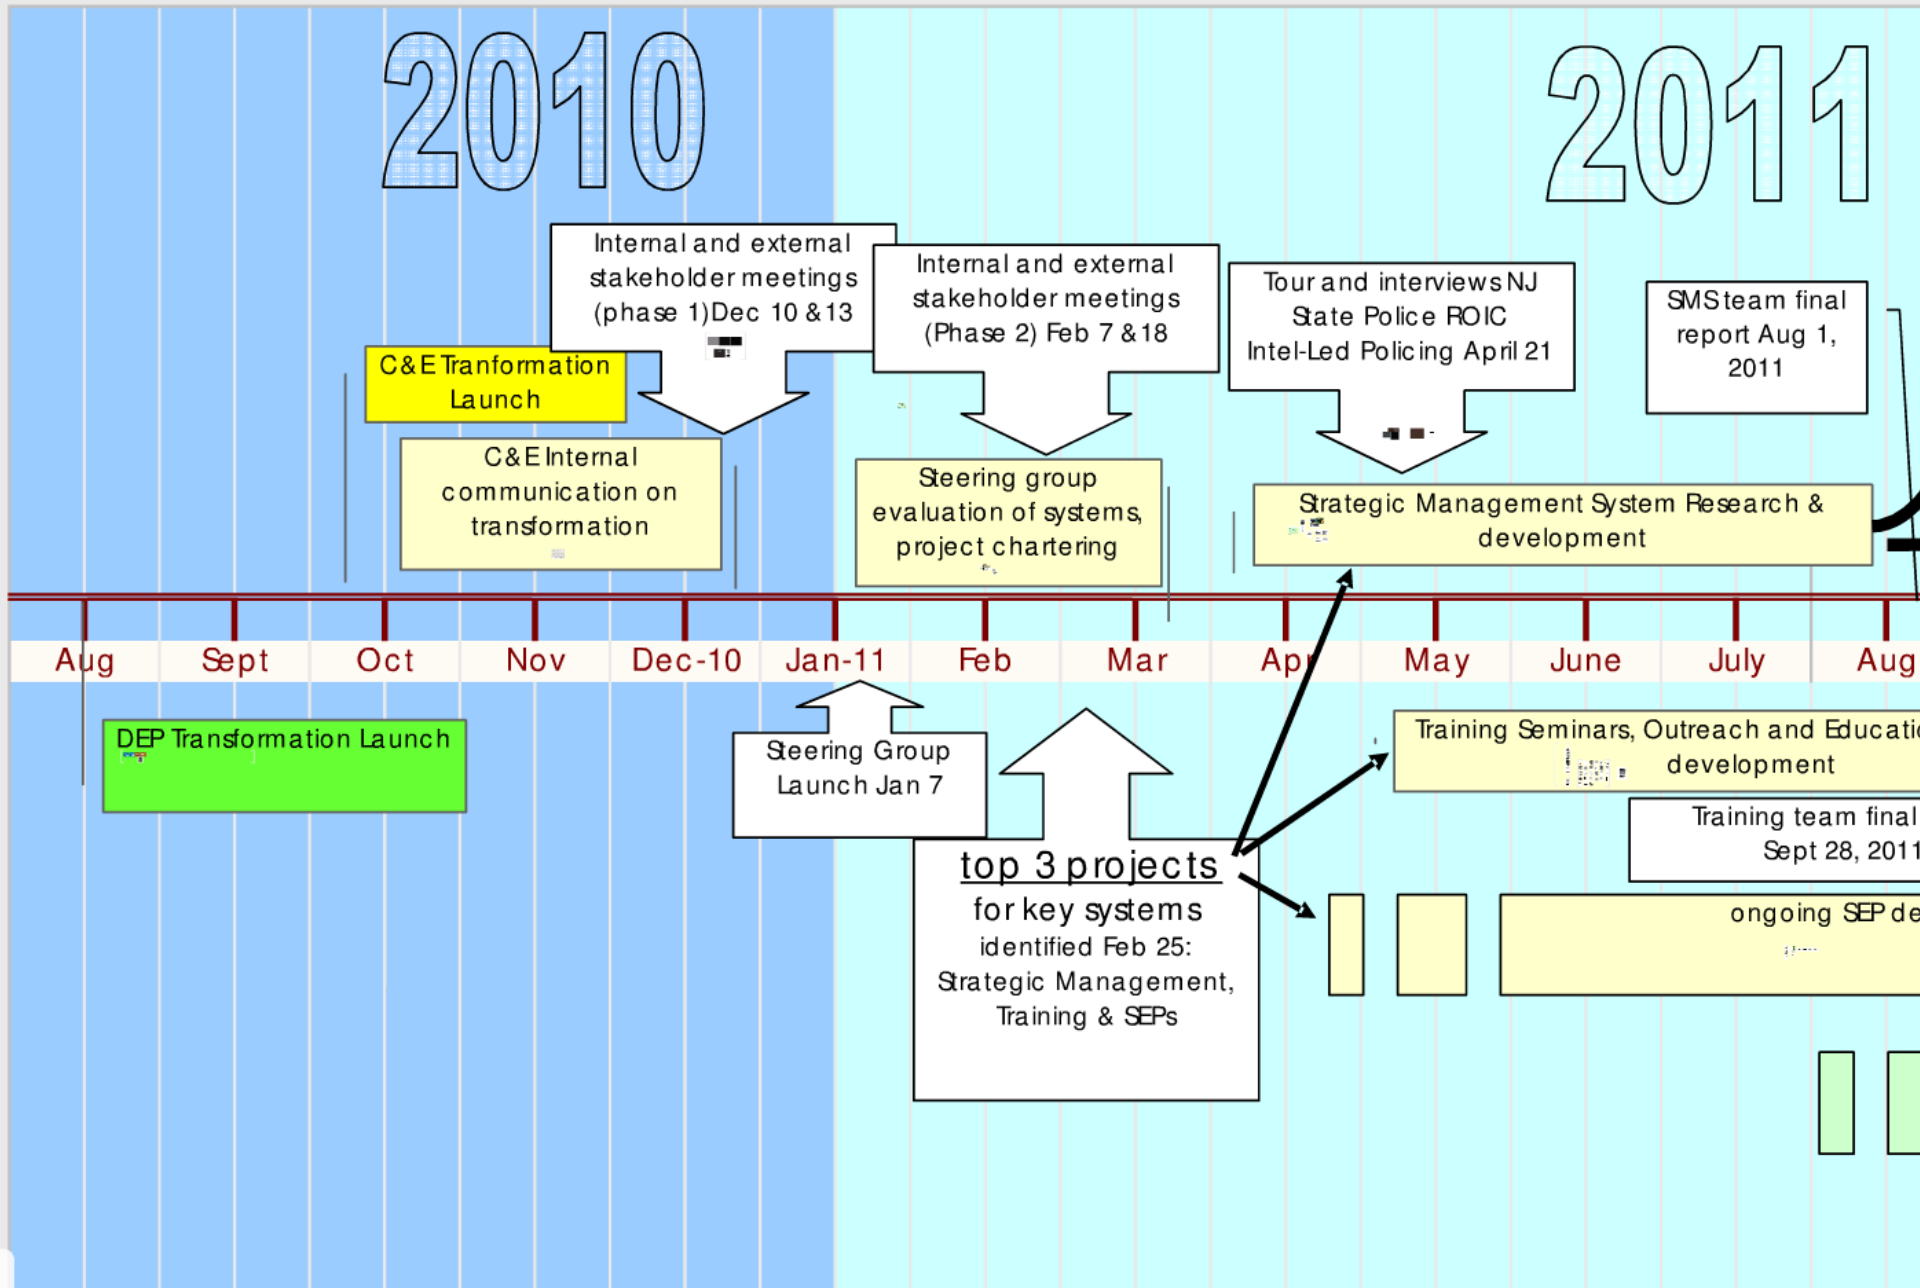 2010
2011
Internal and external
stakeholder meetings
(phase 1)Dec 10 &13
Internal and external
stakeholder meetings
(Phase 2) Feb 7 &18
Tour and interviews NJ
State Police ROIC
Intel-Led Policing April 21
SMS team final
report Aug 1,
2011
C&E Tranformation
Launch
C&E Internal
communication on
transformation
Steering group
evaluation of systems,
project chartering
Strategic Management System Research &
development
Aug Sept Oct Nov Dec-10 Jan-11 Feb Mar Apr May June July Aug
DEP Transformation Launch
Steering Group
Launch Jan 7
top 3 projects
for key systems
identified Feb 25:
Strategic Management,
Training & SEPs
Training Seminars, Outreach and Educatio
development
Training team final
Sept 28, 2011
ongoing SEP de